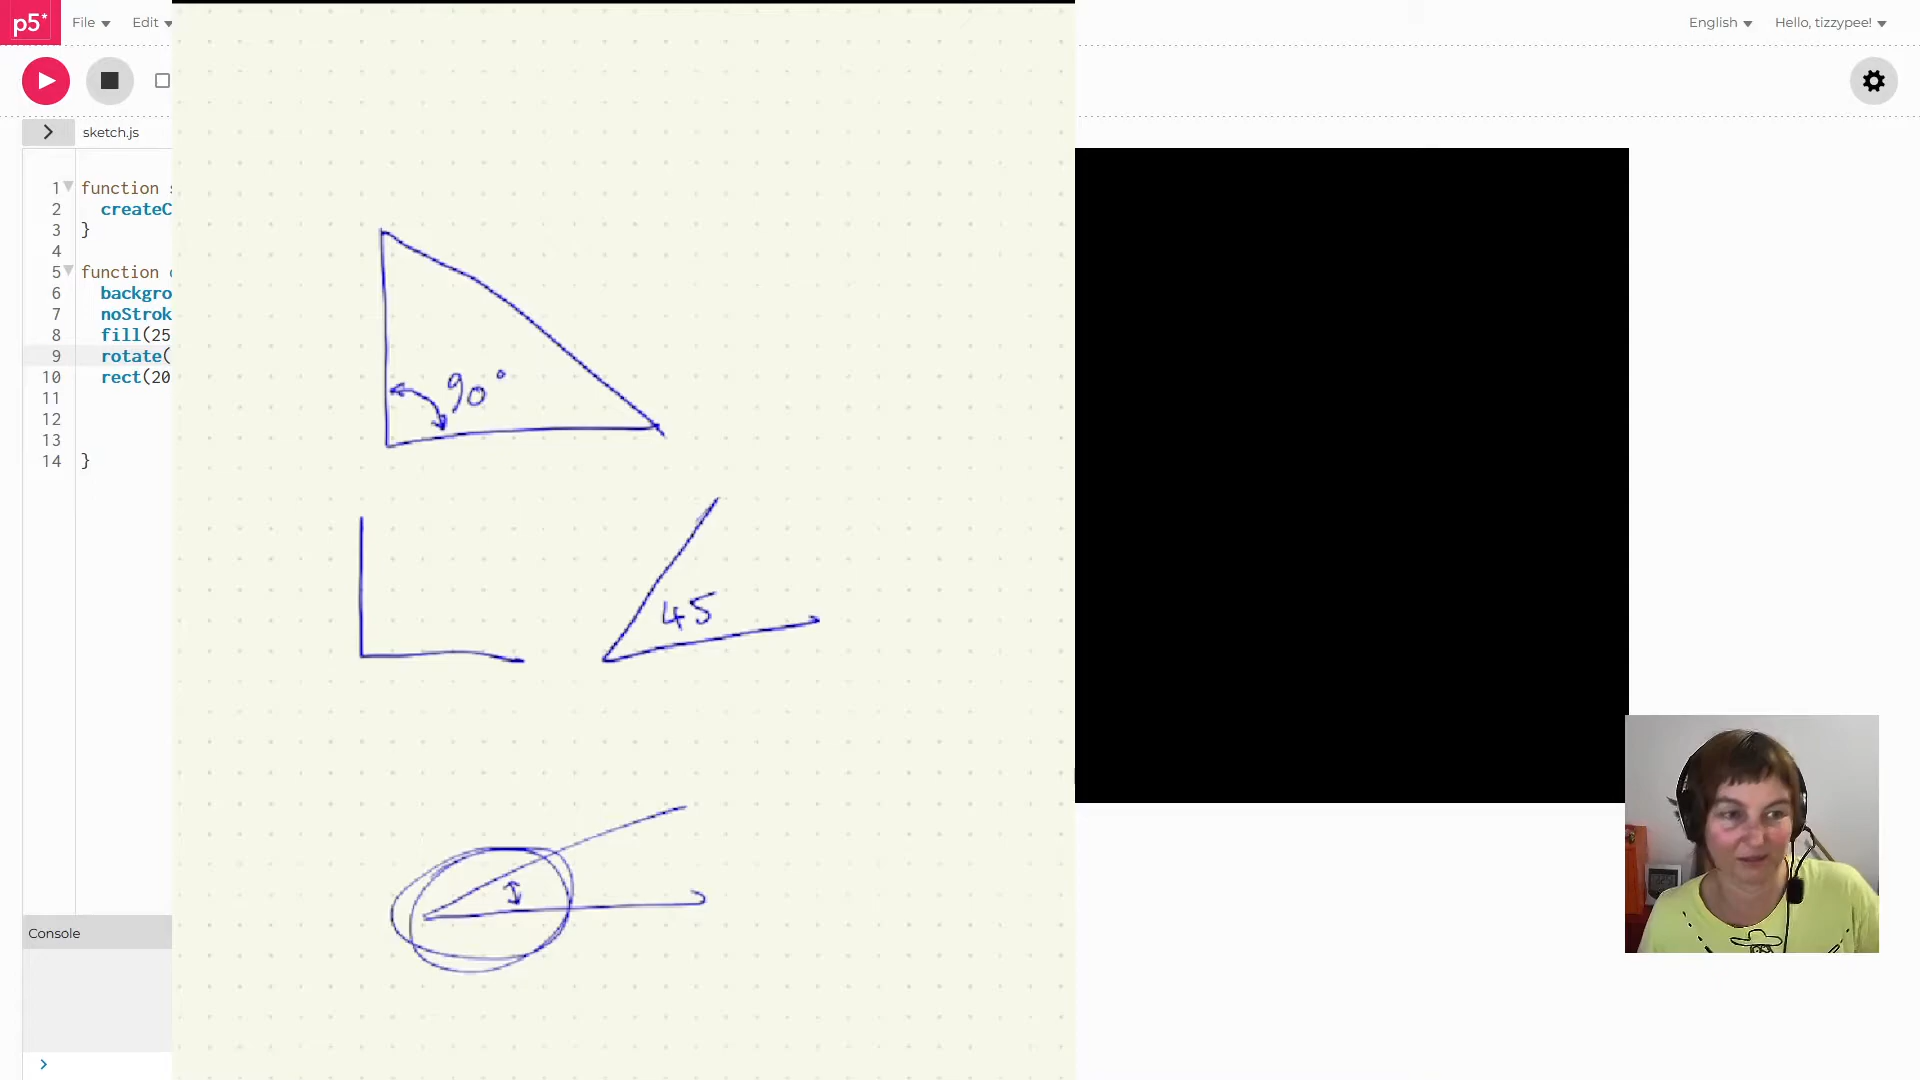 p5*
File
Edit
English
Hello, tizzypee!
sketch.js
1
function s
2
createC
3
}
4
5
function
6
backgro
7
noStrok
8
fill(25
9
rotate(
10
rect(20
11
12
13
14
}
90°
45
Console